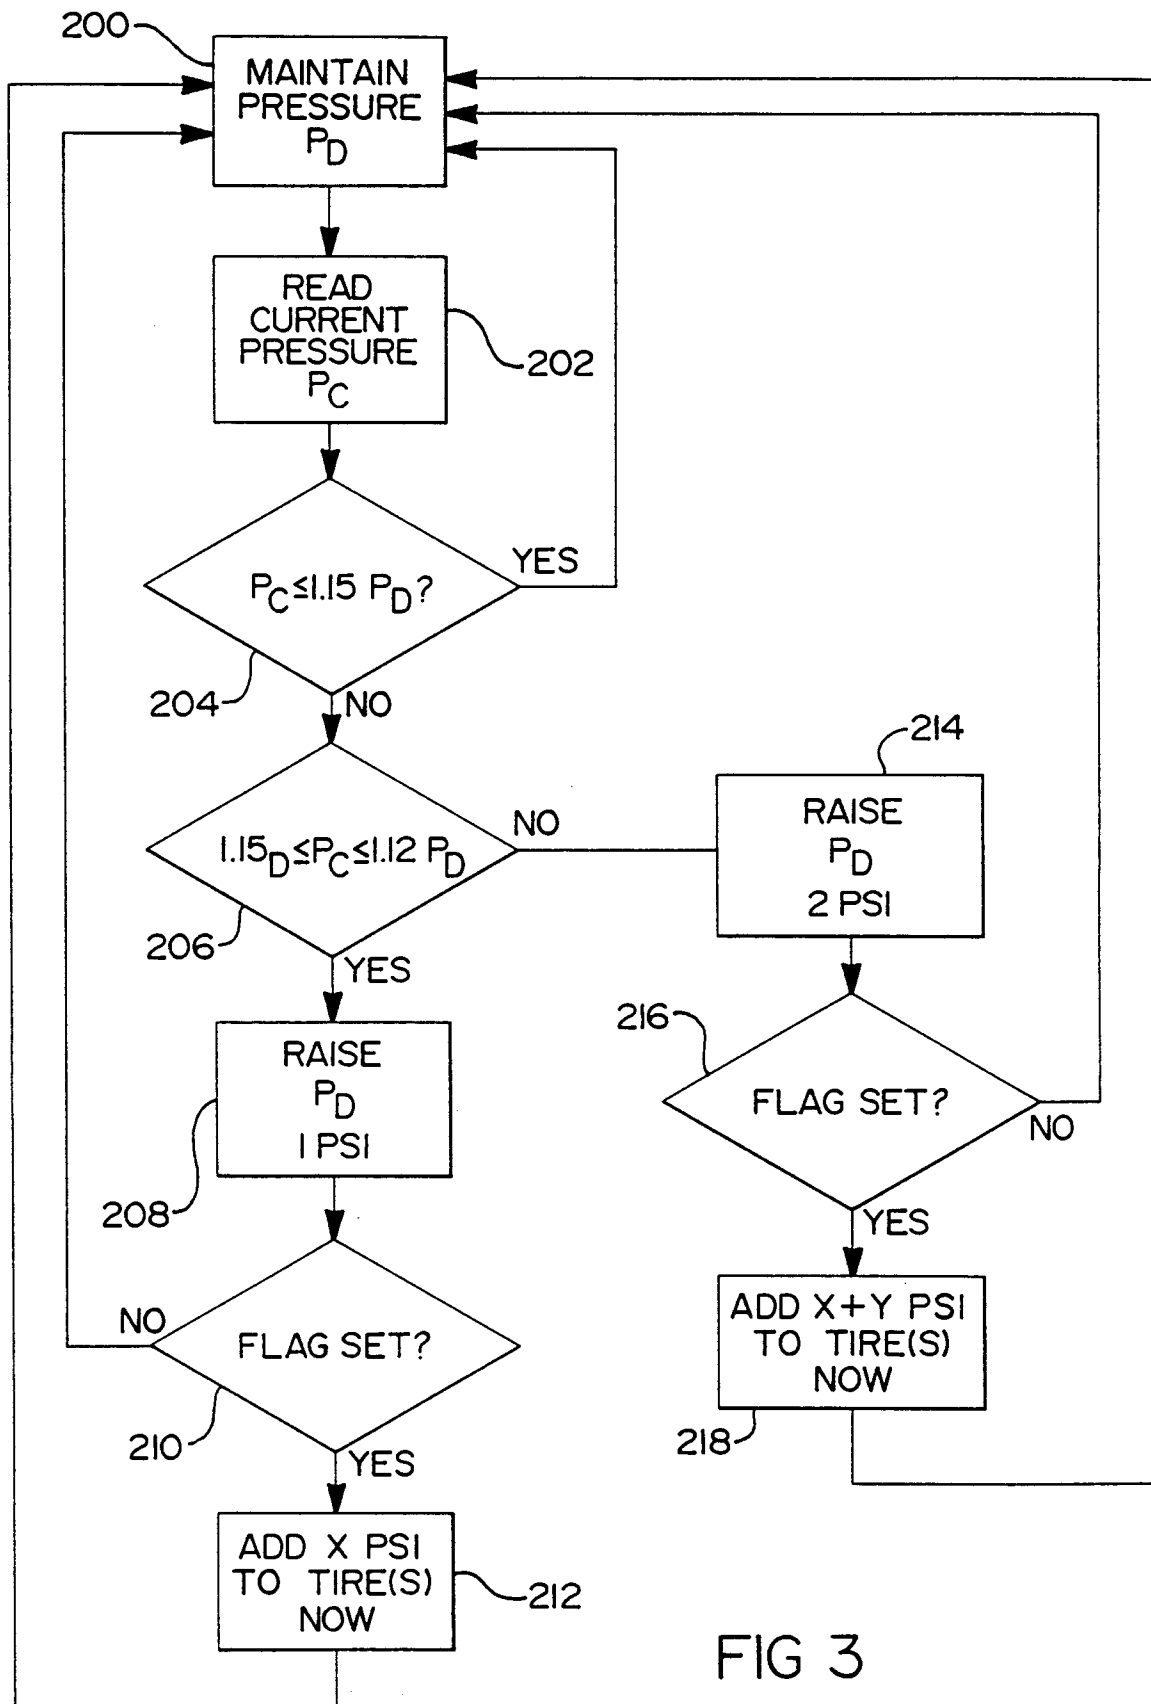 200
MAINTAIN
PRESSURE
P_D
READ
CURRENT
PRESSURE
P_C
202
P_C≤1.15 P_D?
YES
204
NO
1.15_D≤P_C≤1.12 P_D
NO
206
YES
214
RAISE
P_D
2 PSI
216
FLAG SET?
NO
YES
RAISE
P_D
1 PSI
208
FLAG SET?
NO
210
YES
ADD X+Y PSI
TO TIRE(S)
NOW
218
ADD X PSI
TO TIRE(S)
NOW
212
FIG 3